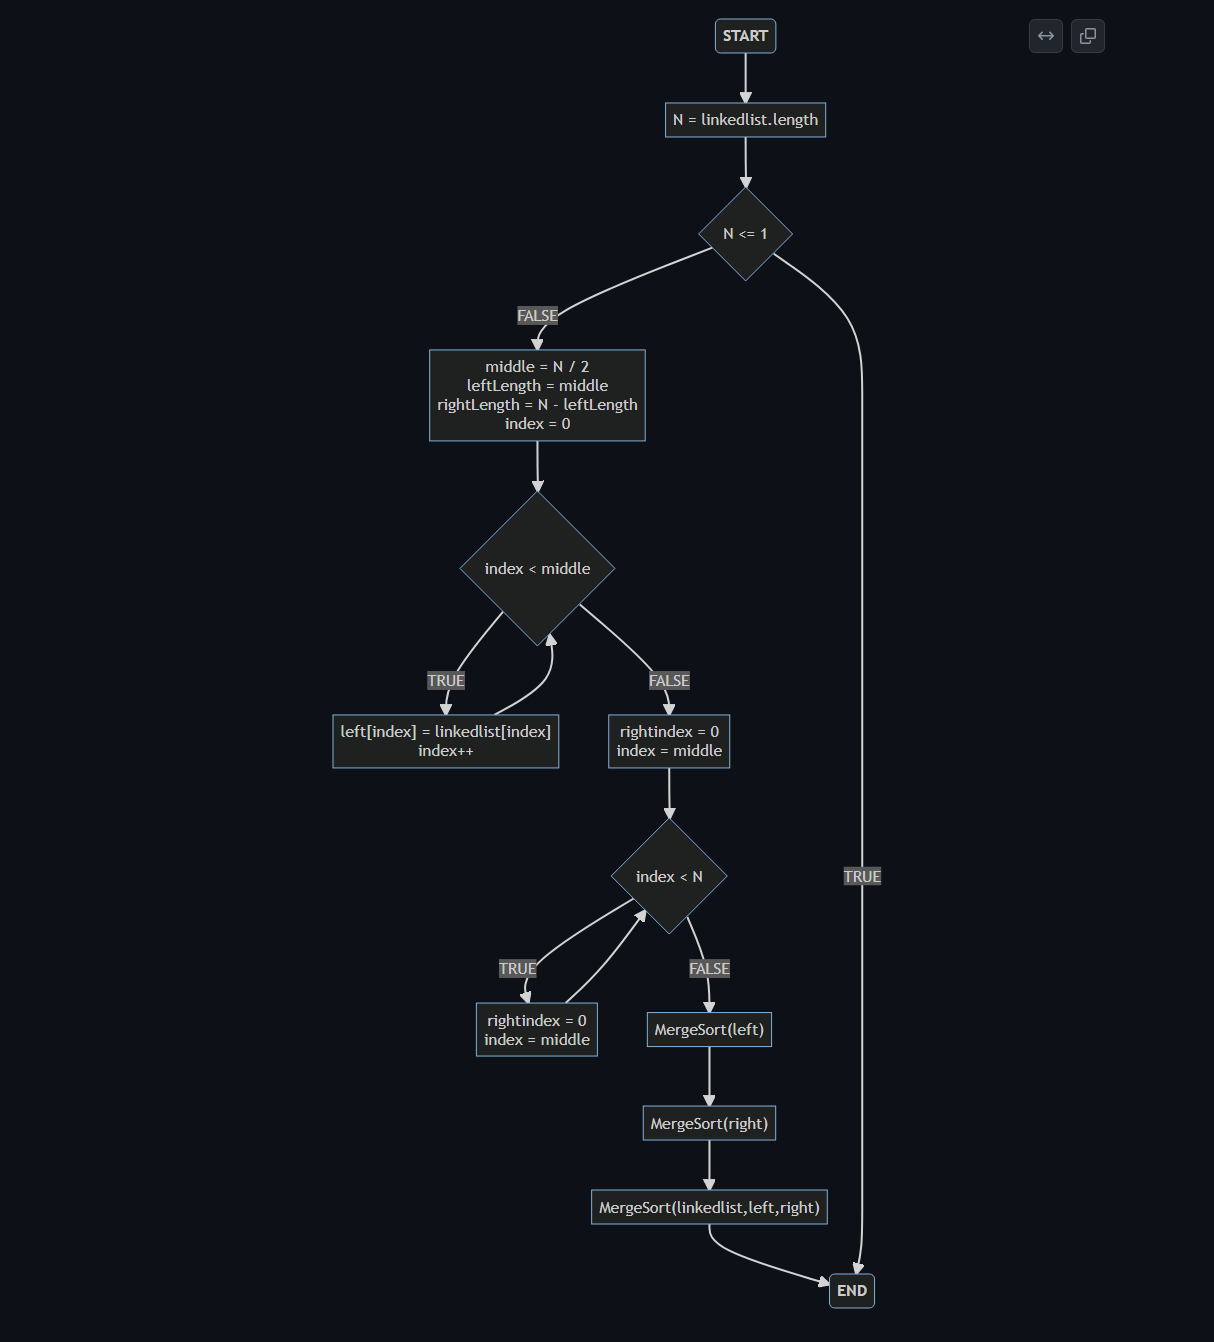 START
N = linkedlist.length
N <= 1
FALSE
middle = N / 2
leftLength = middle
rightLength = N - leftLength
index = 0
index < middle
TRUE
FALSE
left[index] = linkedlist[index]
index++
rightindex = 0
index = middle
index < N
TRUE
TRUE
FALSE
rightindex = 0
index = middle
MergeSort(left)
MergeSort(right)
MergeSort(linkedlist,left,right)
END